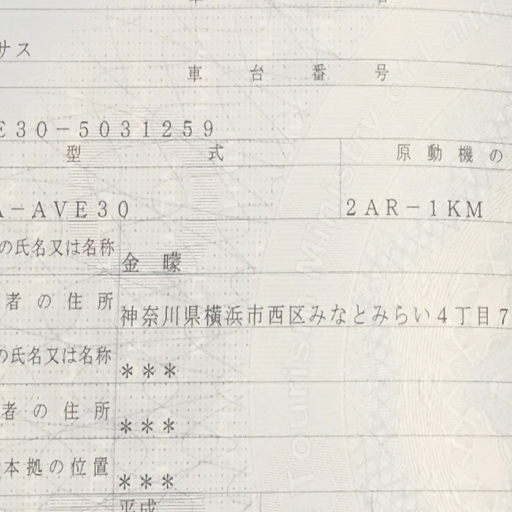 サス
車台番号
E30-5031259
型式 原動機の
A-AVE30 2AR-1KM
の氏名又は名称 金 曚
者の住所 神奈川県横浜市西区みなとみらい4丁目7
の氏名又は名称 ***
者の住所 ***
本拠の位置 ***
平成